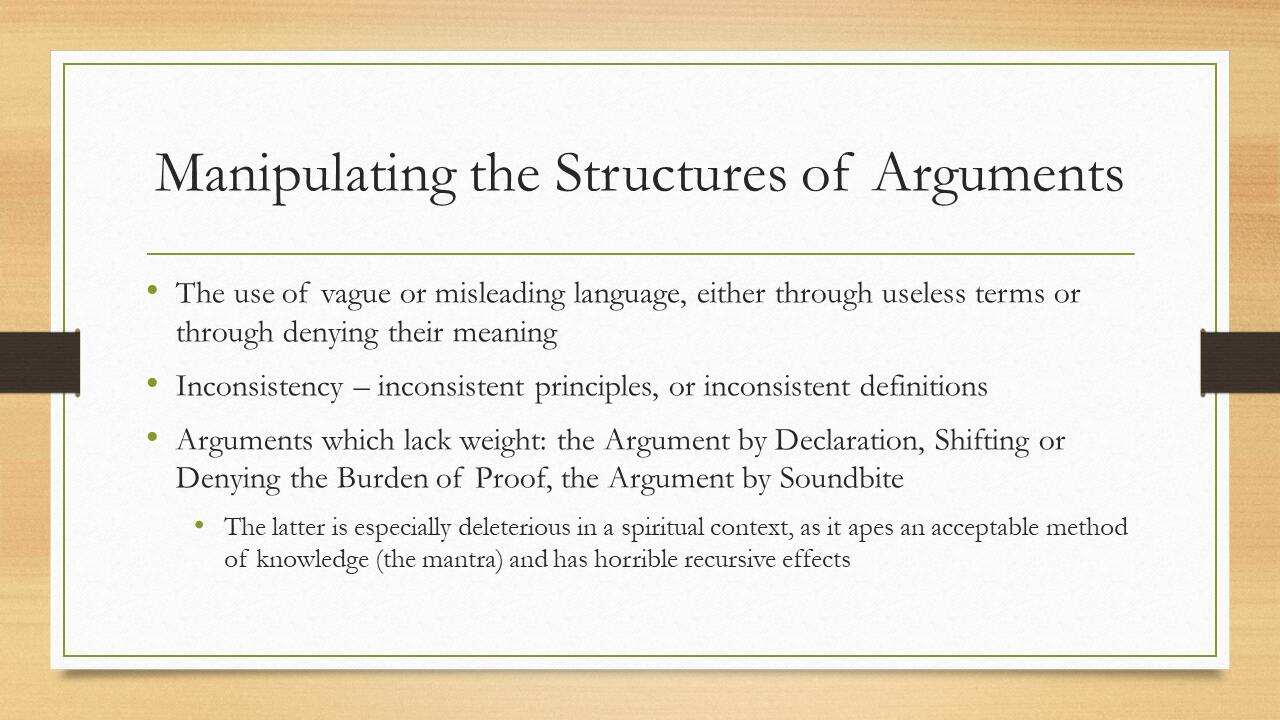 Manipulating the Structures of Arguments
• The use of vague or misleading language, either through useless terms or
through denying their meaning
• Inconsistency – inconsistent principles, or inconsistent definitions
• Arguments which lack weight: the Argument by Declaration, Shifting or
Denying the Burden of Proof, the Argument by Soundbite
• The latter is especially deleterious in a spiritual context, as it apes an acceptable method
of knowledge (the mantra) and has horrible recursive effects